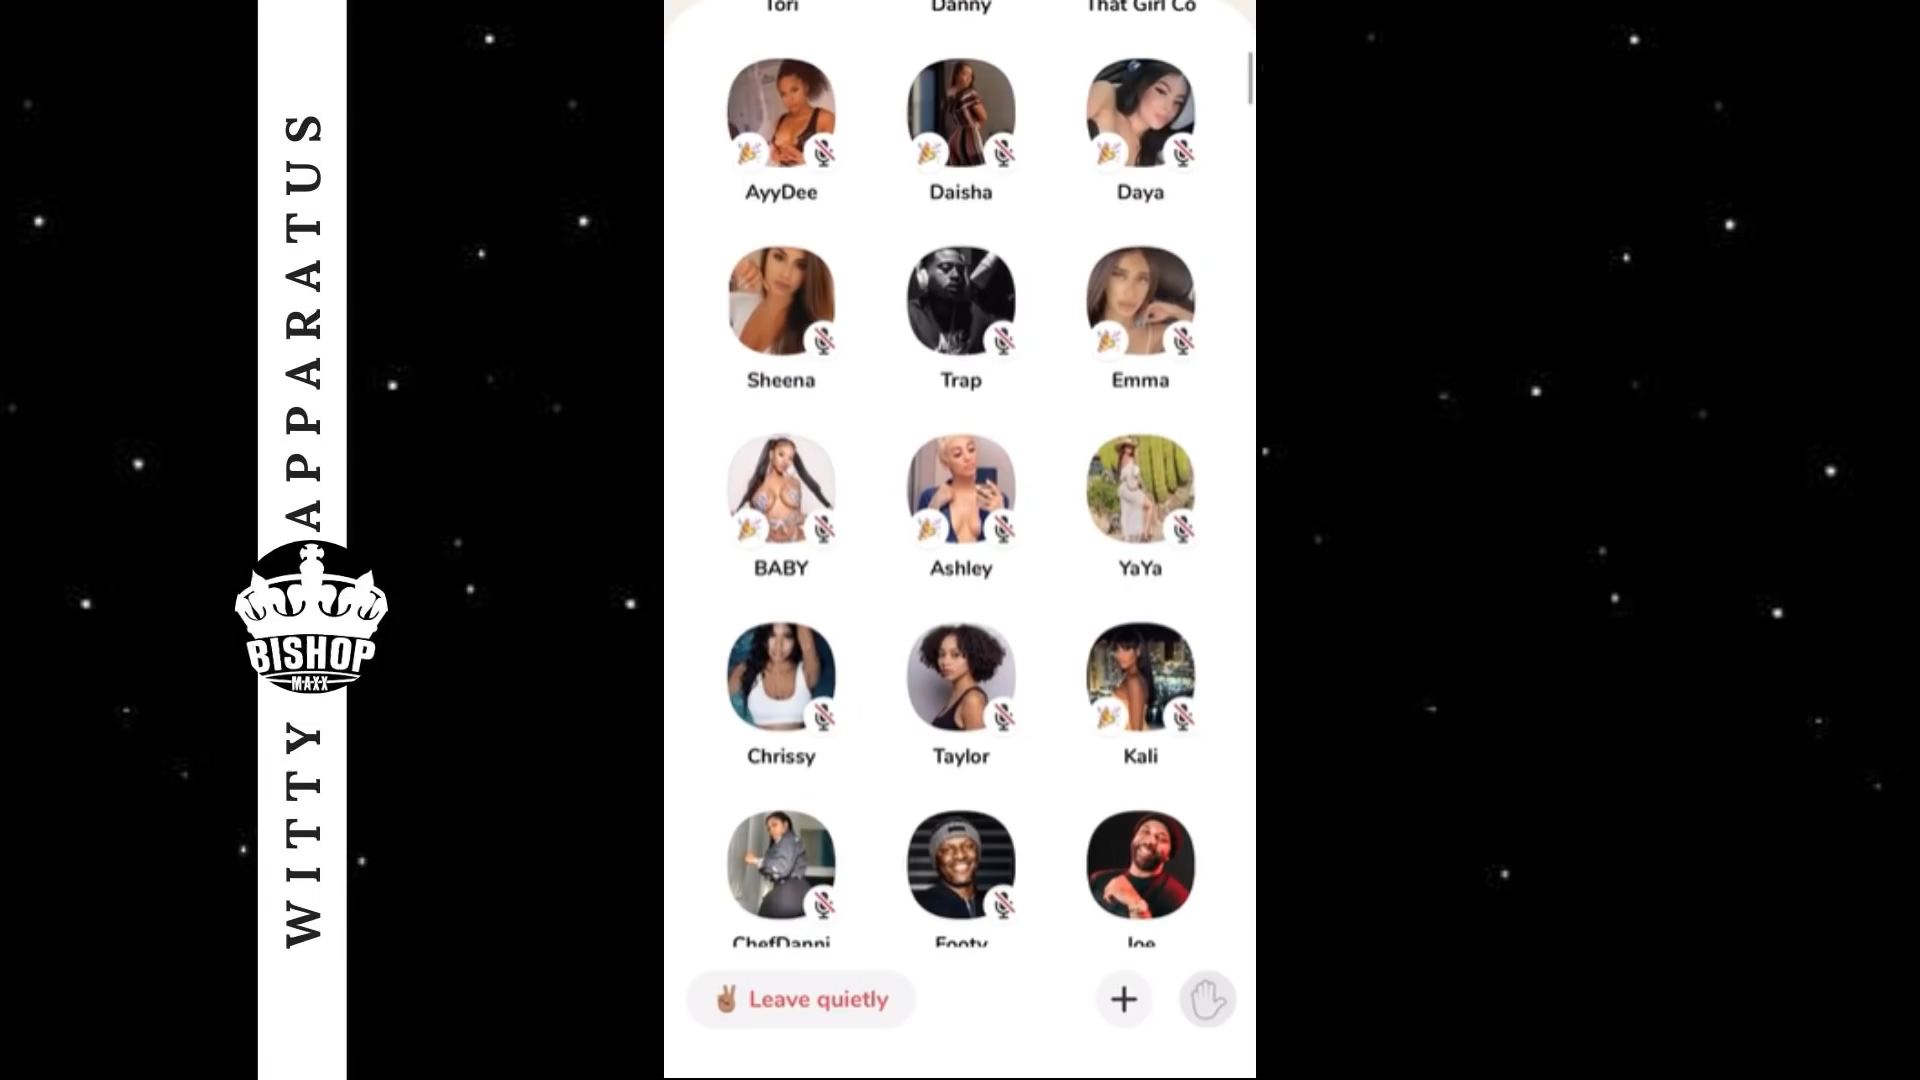 WITTY APPARATUS
BISHOP
MAXX
Tori
Danny
That Girl Co
AyyDee
Daisha
Daya
Sheena
Trap
Emma
BABY
Ashley
YaYa
Chrissy
Taylor
Kali
ChefDanni
Footy
Joe
Leave quietly